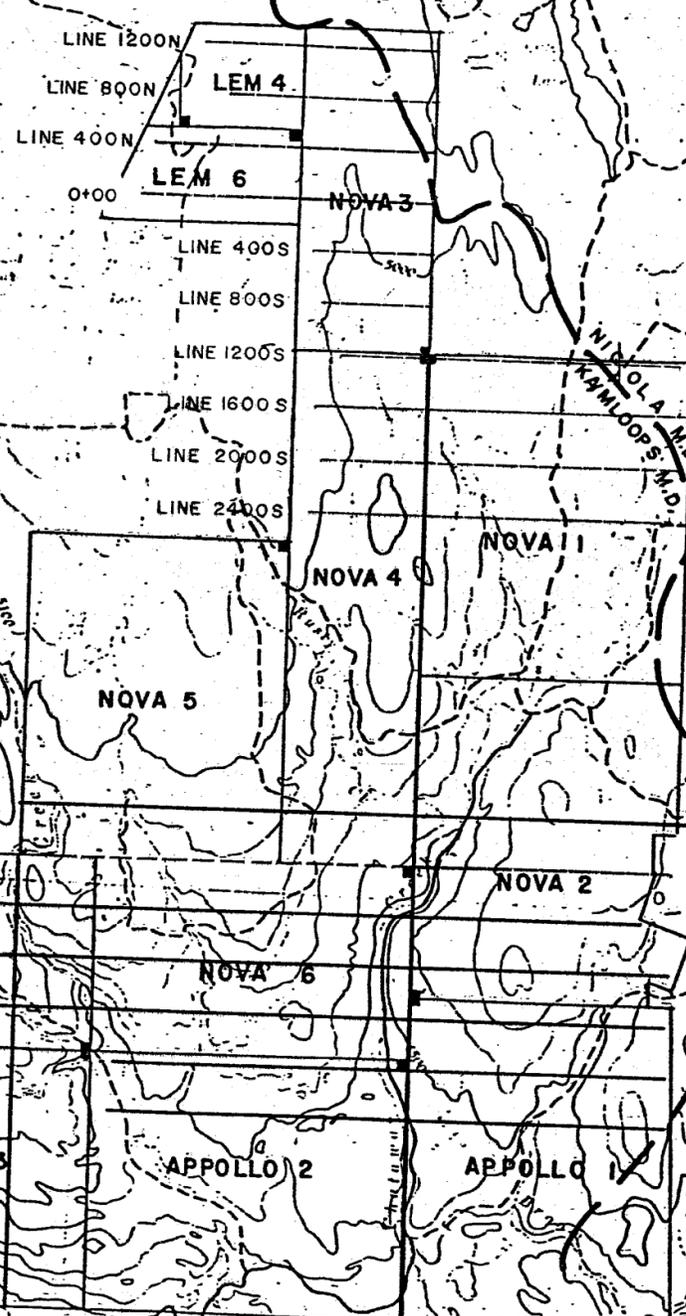 LINE 1200N
LINE 800N
LEM 4
LINE 400N
LEM 6
0+00
NOVA 3
LINE 400S
LINE 800S
LINE 1200S
NICOLA M.D.
KAMLOOPS M.D.
LINE 1600S
LINE 2000S
LINE 2400S
NOVA 1
NOVA 4
NOVA 5
Creek
NOVA 2
NOVA 6
APPOLLO 2
APPOLLO 1